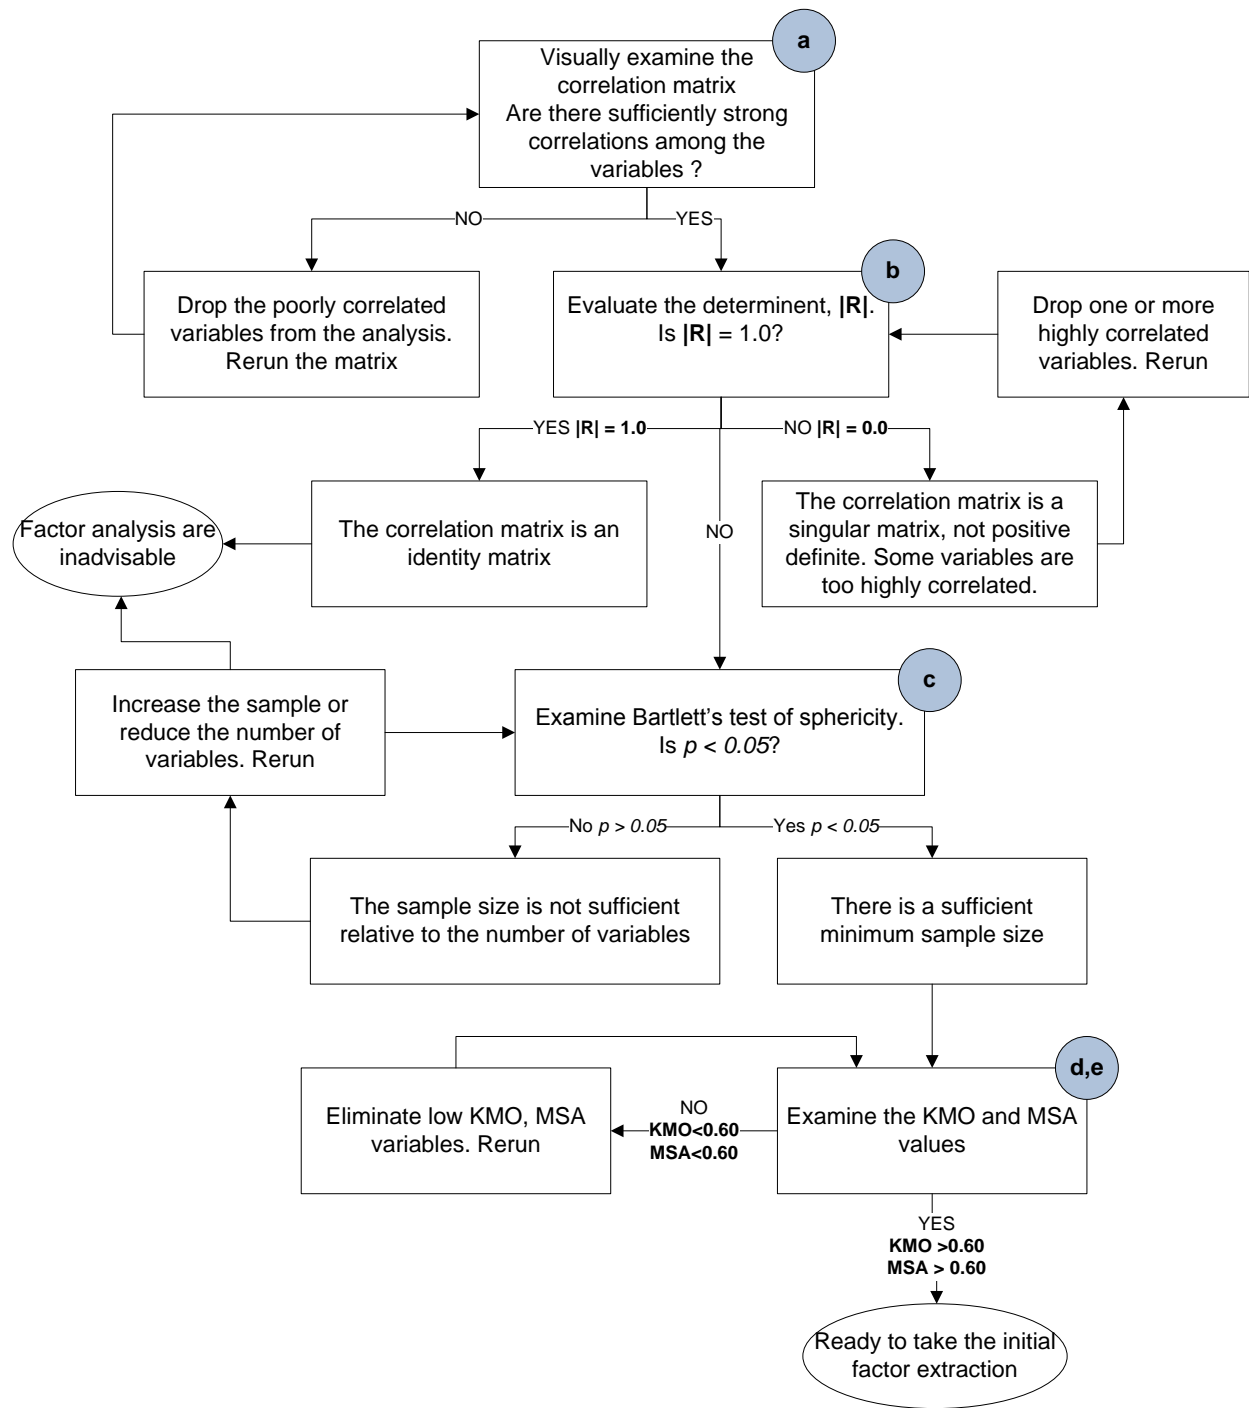 a
Visually examine the
correlation matrix
Are there sufficiently strong
correlations among the
variables ?
NO
YES
b
Drop the poorly correlated
variables from the analysis.
Rerun the matrix
Evaluate the determinent, |R|.
Is |R| = 1.0?
Drop one or more
highly correlated
variables. Rerun
YES |R| = 1.0
NO |R| = 0.0
NO
Factor analysis are
inadvisable
The correlation matrix is an
identity matrix
The correlation matrix is a
singular matrix, not positive
definite. Some variables are
too highly correlated.
c
Increase the sample or
reduce the number of
variables. Rerun
Examine Bartlett’s test of sphericity.
Is p < 0.05?
No p > 0.05
Yes p < 0.05
The sample size is not sufficient
relative to the number of variables
There is a sufficient
minimum sample size
d,e
Eliminate low KMO, MSA
variables. Rerun
NO
KMO<0.60
MSA<0.60
Examine the KMO and MSA
values
YES
KMO >0.60
MSA > 0.60
Ready to take the initial
factor extraction